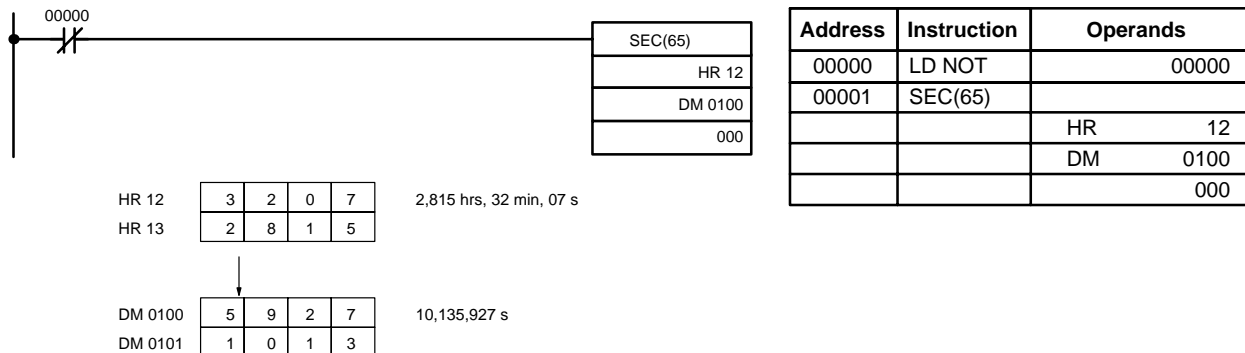 00000
SEC(65)
HR 12
DM 0100
000
Address Instruction Operands
00000 LD NOT 00000
00001 SEC(65)
HR 12
DM 0100
000
HR 12 3 2 0 7 2,815 hrs, 32 min, 07 s
HR 13 2 8 1 5
DM 0100 5 9 2 7 10,135,927 s
DM 0101 1 0 1 3